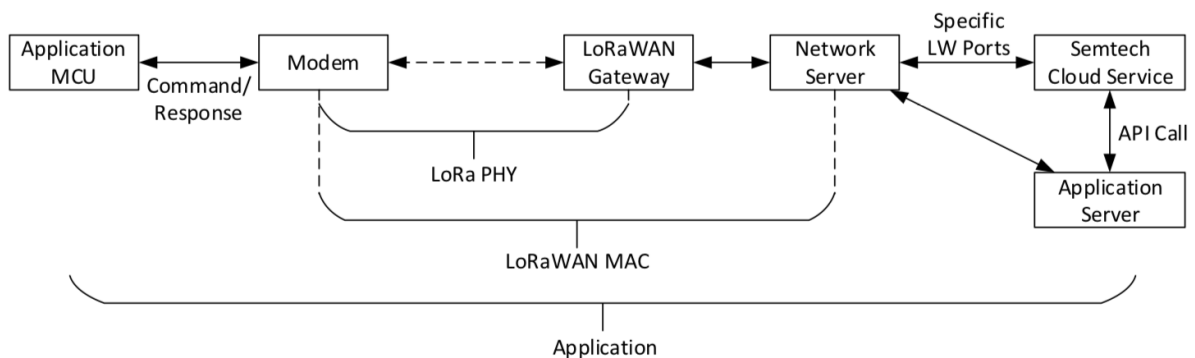 Application
MCU
Command/
Response
Modem
LoRaWAN
Gateway
Network
Server
Specific
LW Ports
Semtech
Cloud Service
API Call
Application
Server
LoRa PHY
LoRaWAN MAC
Application